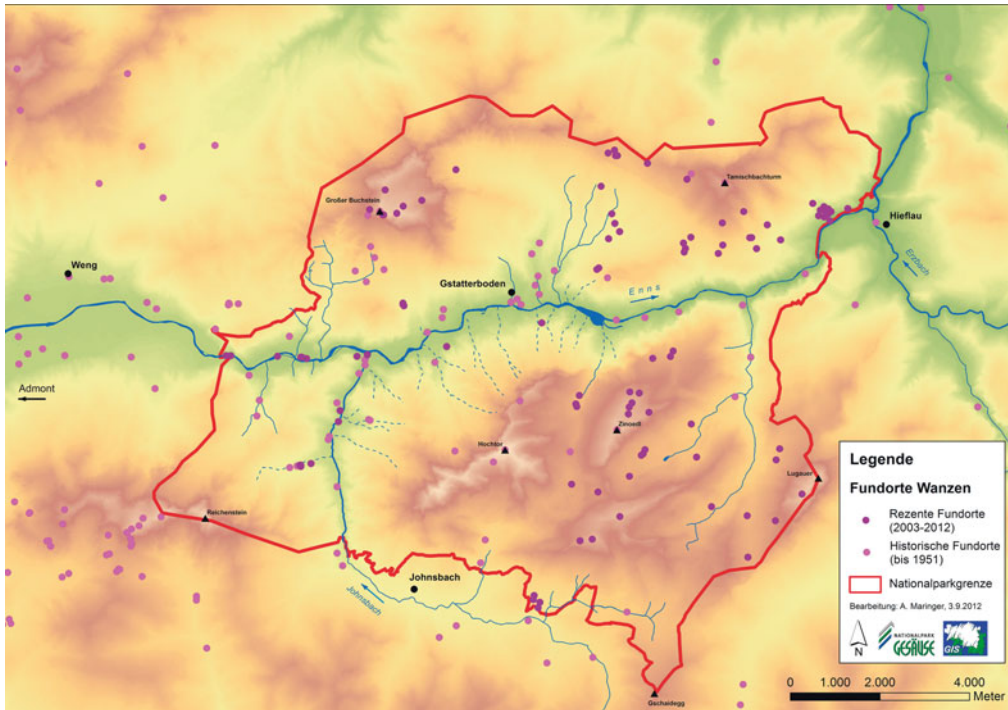 Tamischbachturm
Großer Buchstein
Hieflau
Weng
Erzbach
Gstatterboden
Enns
Admont
Zinoedl
Hochtor
Lugauer
Reichenstein
Johnsbach
Johnsbach
Gscheidegg
Legende
Fundorte Wanzen
Rezente Fundorte
(2003-2012)
Historische Fundorte
(bis 1951)
Nationalparkgrenze
Bearbeitung: A. Maringer, 3.9.2012
N
NATIONALPARK
GESÄUSE
GIS
0 1.000 2.000 4.000
Meter